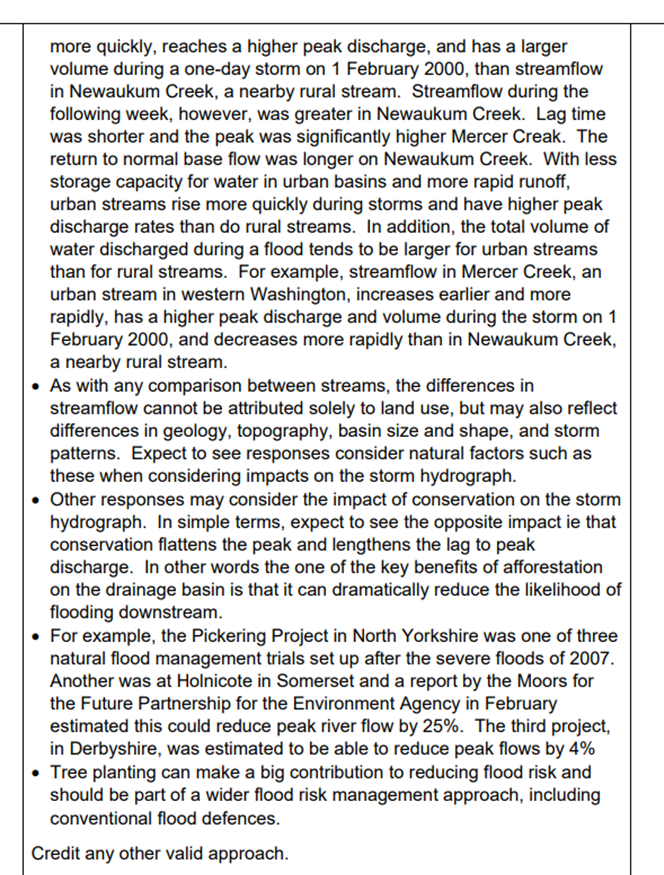 more quickly, reaches a higher peak discharge, and has a larger
volume during a one-day storm on 1 February 2000, than streamflow
in Newaukum Creek, a nearby rural stream.  Streamflow during the
following week, however, was greater in Newaukum Creek.  Lag time
was shorter and the peak was significantly higher Mercer Creak.  The
return to normal base flow was longer on Newaukum Creek.  With less
storage capacity for water in urban basins and more rapid runoff,
urban streams rise more quickly during storms and have higher peak
discharge rates than do rural streams.  In addition, the total volume of
water discharged during a flood tends to be larger for urban streams
than for rural streams.  For example, streamflow in Mercer Creek, an
urban stream in western Washington, increases earlier and more
rapidly, has a higher peak discharge and volume during the storm on 1
February 2000, and decreases more rapidly than in Newaukum Creek,
a nearby rural stream.
• As with any comparison between streams, the differences in
streamflow cannot be attributed solely to land use, but may also reflect
differences in geology, topography, basin size and shape, and storm
patterns.  Expect to see responses consider natural factors such as
these when considering impacts on the storm hydrograph.
• Other responses may consider the impact of conservation on the storm
hydrograph.  In simple terms, expect to see the opposite impact ie that
conservation flattens the peak and lengthens the lag to peak
discharge.  In other words the one of the key benefits of afforestation
on the drainage basin is that it can dramatically reduce the likelihood of
flooding downstream.
• For example, the Pickering Project in North Yorkshire was one of three
natural flood management trials set up after the severe floods of 2007.
Another was at Holnicote in Somerset and a report by the Moors for
the Future Partnership for the Environment Agency in February
estimated this could reduce peak river flow by 25%.  The third project,
in Derbyshire, was estimated to be able to reduce peak flows by 4%
• Tree planting can make a big contribution to reducing flood risk and
should be part of a wider flood risk management approach, including
conventional flood defences.
Credit any other valid approach.